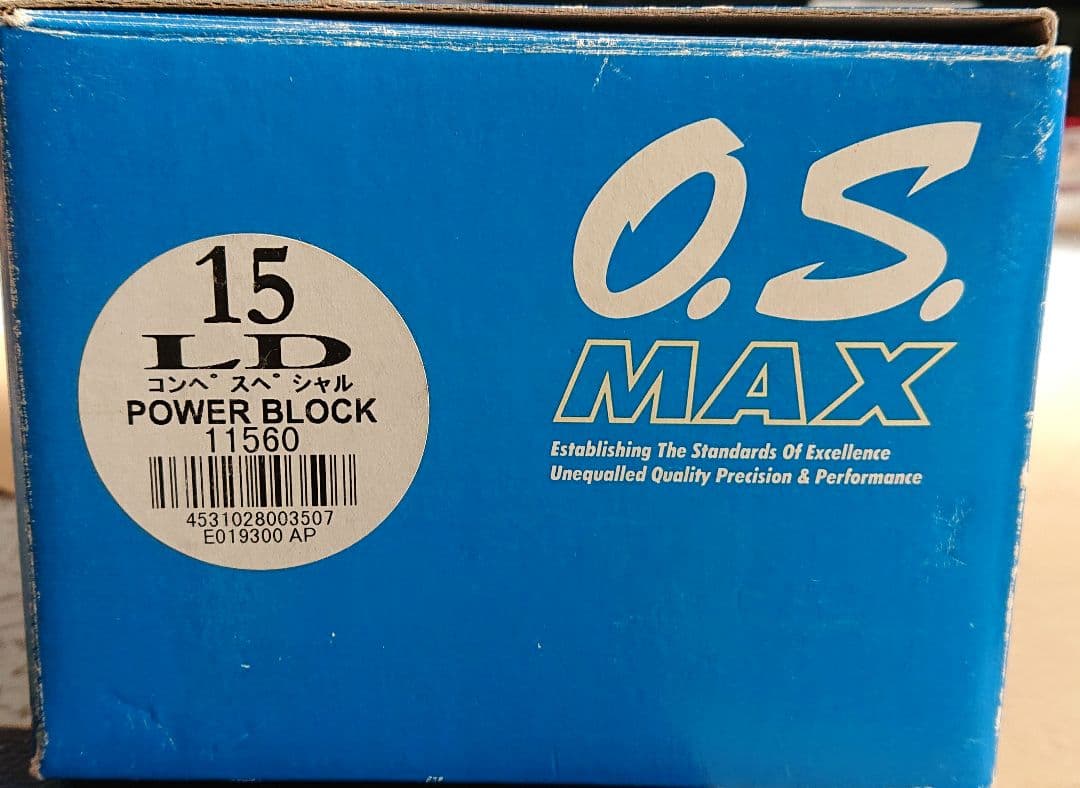 15
LD
コンペ スペシャル
POWER BLOCK
11560
4531028003507
E019300 AP
O.S.
MAX
Establishing The Standards Of Excellence
Unequalled Quality Precision & Performance